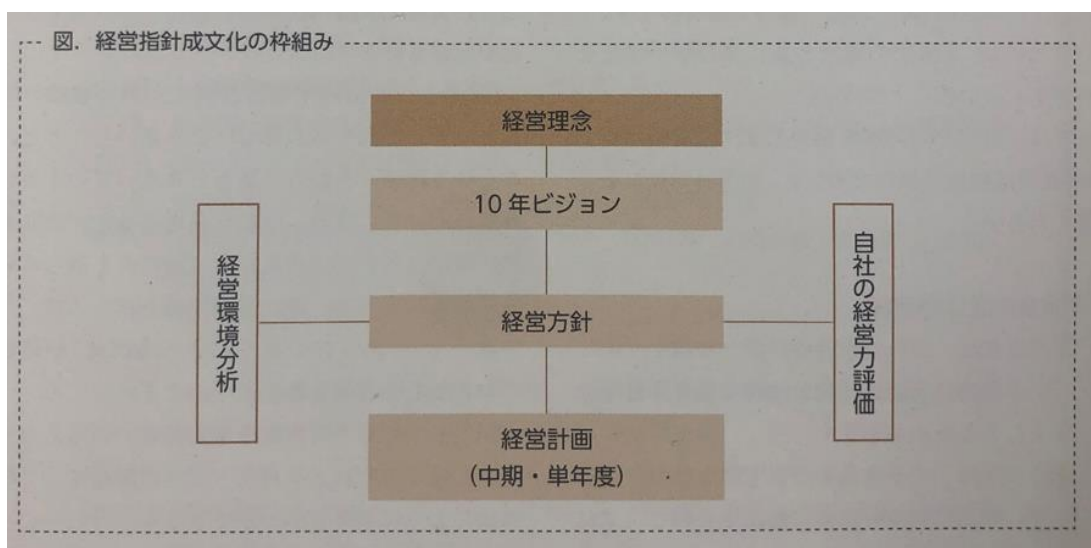 図．経営指針成文化の枠組み
経営理念
10年ビジョン
経営環境分析
経営方針
自社の経営力評価
経営計画
（中期・単年度）